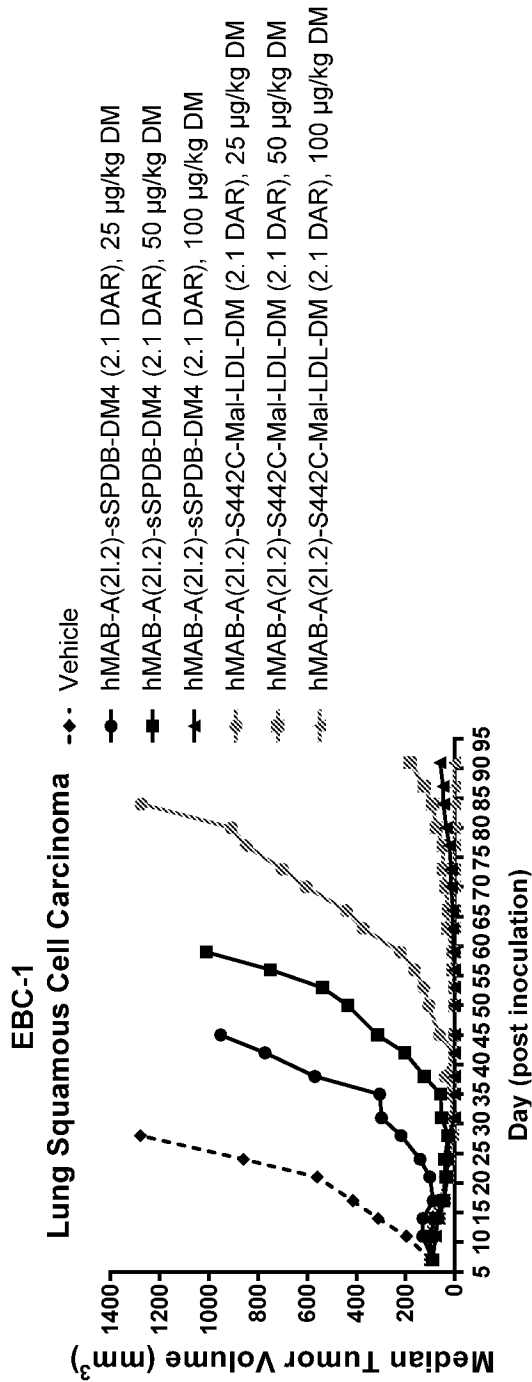 EBC-1
Lung Squamous Cell Carcinoma
Vehicle
hMAB-A(2I.2)-sSPDB-DM4 (2.1 DAR), 25 µg/kg DM
hMAB-A(2I.2)-sSPDB-DM4 (2.1 DAR), 50 µg/kg DM
hMAB-A(2I.2)-sSPDB-DM4 (2.1 DAR), 100 µg/kg DM
hMAB-A(2I.2)-S442C-Mal-LDL-DM (2.1 DAR), 25 µg/kg DM
hMAB-A(2I.2)-S442C-Mal-LDL-DM (2.1 DAR), 50 µg/kg DM
hMAB-A(2I.2)-S442C-Mal-LDL-DM (2.1 DAR), 100 µg/kg DM
Median Tumor Volume (mm³)
1400
1200
1000
800
600
400
200
0
5 10 15 20 25 30 35 40 45 50 55 60 65 70 75 80 85 90 95
Day (post inoculation)